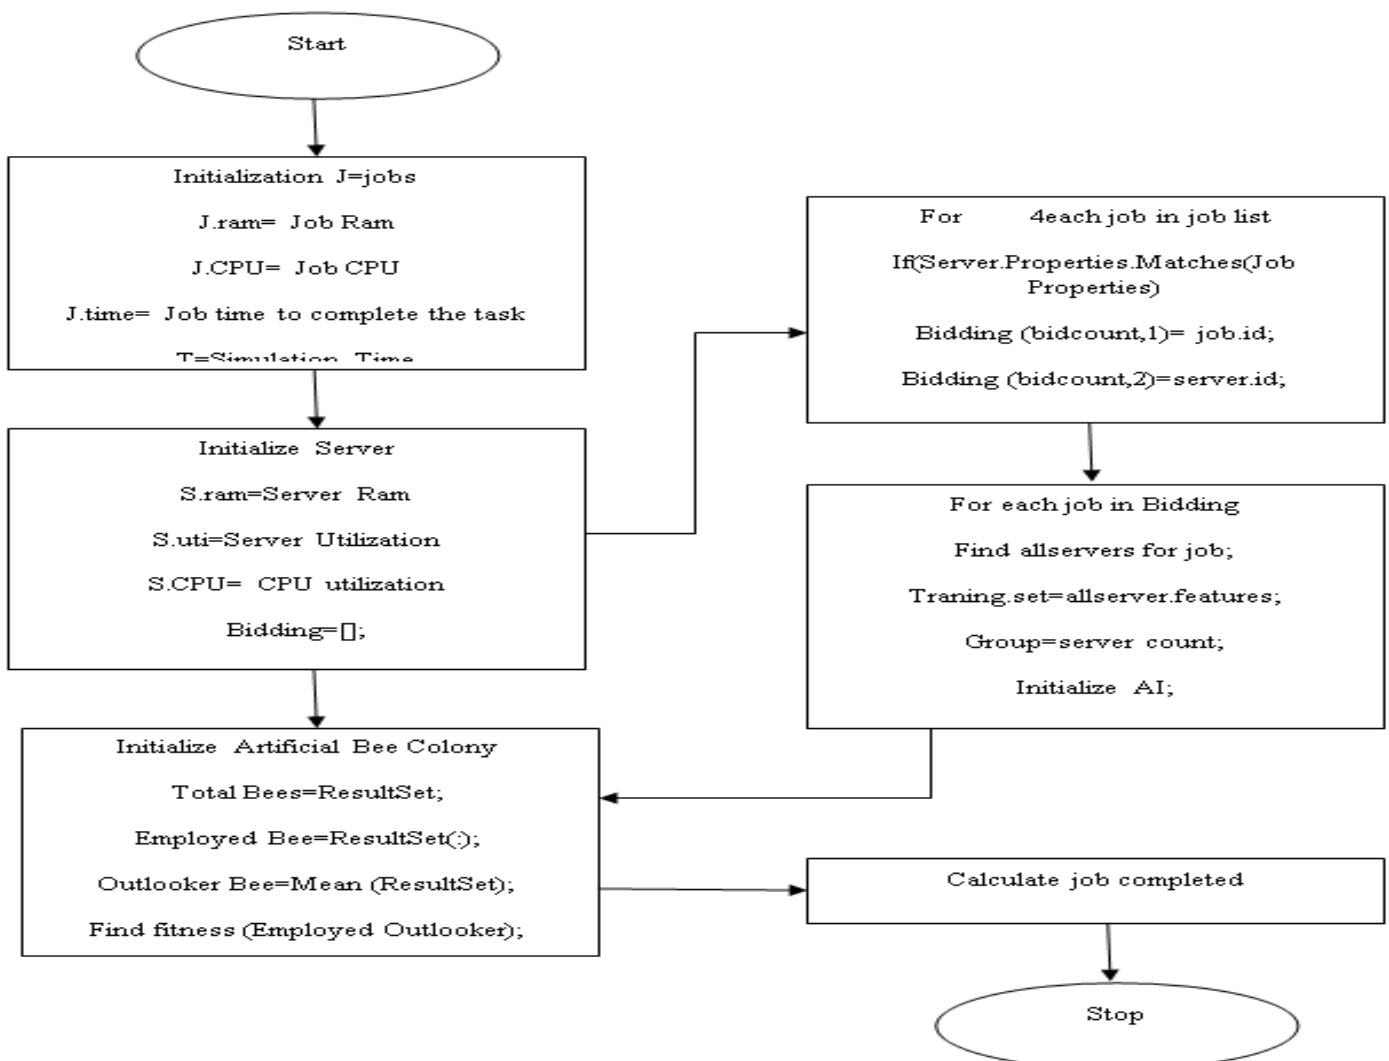 Start
Initialization J=jobs
J.ram= Job Ram
J.CPU= Job CPU
J.time= Job time to complete the task
T=Simulation Time
Initialize Server
S.ram=Server Ram
S.uti=Server Utilization
S.CPU= CPU utilization
Bidding=[];
For 4each job in job list
If(Server.Properties.Matches(Job
Properties)
Bidding (bidcount,1)= job.id;
Bidding (bidcount,2)=server.id;
For each job in Bidding
Find allservers for job;
Traning.set=allserver.features;
Group=server count;
Initialize AI;
Initialize Artificial Bee Colony
Total Bees=ResultSet;
Employed Bee=ResultSet(:);
Outlooker Bee=Mean (ResultSet);
Find fitness (Employed Outlooker);
Calculate job completed
Stop